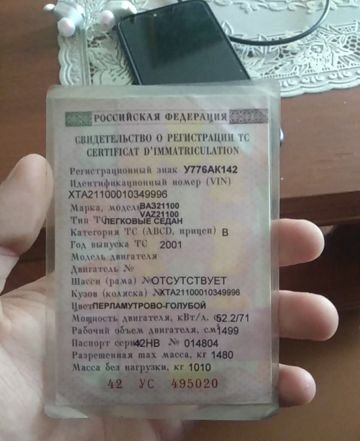 РОССИЙСКАЯ ФЕДЕРАЦИЯ
СВИДЕТЕЛЬСТВО О РЕГИСТРАЦИИ ТС
CERTIFICAT D'IMMATRICULATION
Регистрационный знак У776АК142
Идентификационный номер (VIN)
XTA21100010349996
Марка, модель ВАЗ21100
VAZ21100
Тип ТС ЛЕГКОВЫЕ СЕДАН
Категория ТС (ABCD, прицеп) В
Год выпуска ТС 2001
Модель двигателя
Двигатель №
Шасси (рама) № ОТСУТСТВУЕТ
Кузов (коляска) № XTA21100010349996
Цвет ПЕРЛАМУТРОВО-ГОЛУБОЙ
Мощность двигателя, кВт/л. с. 52.2/71
Рабочий объем двигателя, см³ 1499
Паспорт серия 42НВ № 014804
Разрешенная max масса, кг 1480
Масса без нагрузки, кг 1010
42 УС 495020